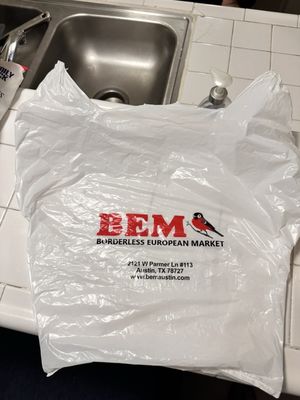 BEM
BORDERLESS EUROPEAN MARKET
2121 W Parmer Ln #113
Austin, TX 78727
www.bemaustin.com